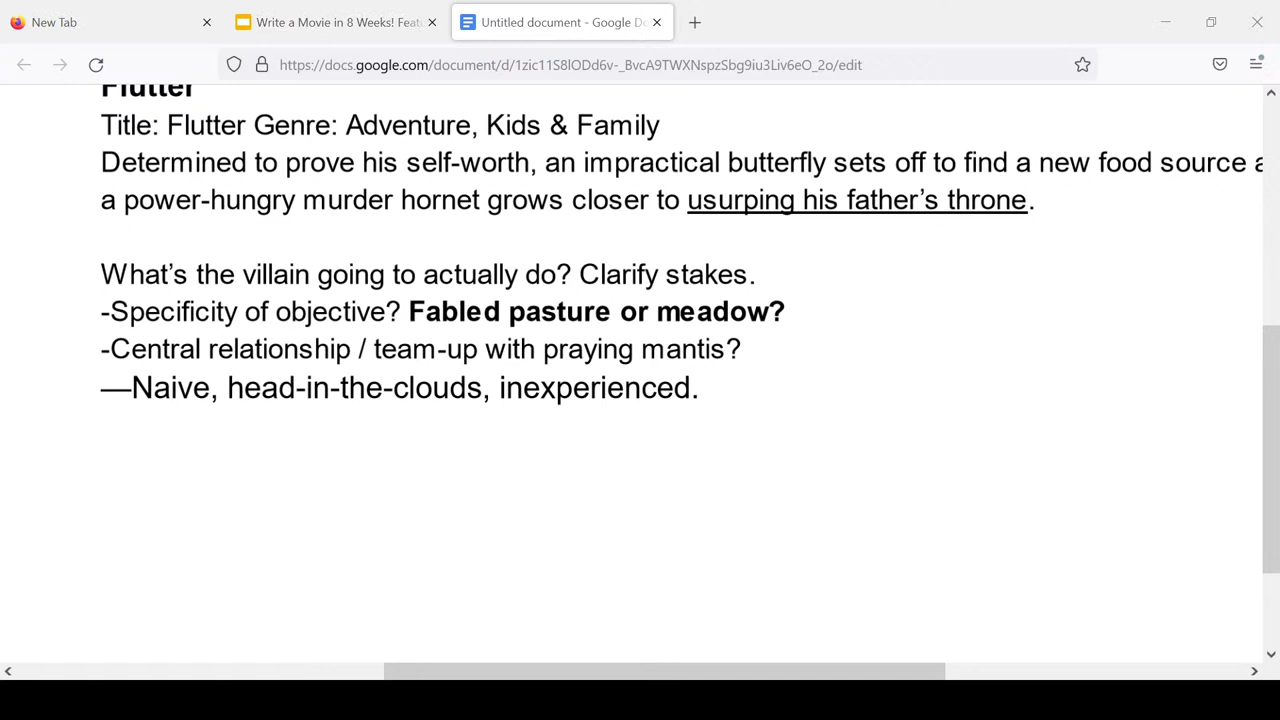 New Tab
Write a Movie in 8 Weeks! Feat
Untitled document - Google D
https://docs.google.com/document/d/1zic11S8lODd6v-_BvcA9TWXNspzSbg9iu3Liv6eO_2o/edit
Flutter
Title: Flutter Genre: Adventure, Kids & Family
Determined to prove his self-worth, an impractical butterfly sets off to find a new food source
a power-hungry murder hornet grows closer to usurping his father’s throne.
What’s the villain going to actually do? Clarify stakes.
-Specificity of objective? Fabled pasture or meadow?
-Central relationship / team-up with praying mantis?
—Naive, head-in-the-clouds, inexperienced.